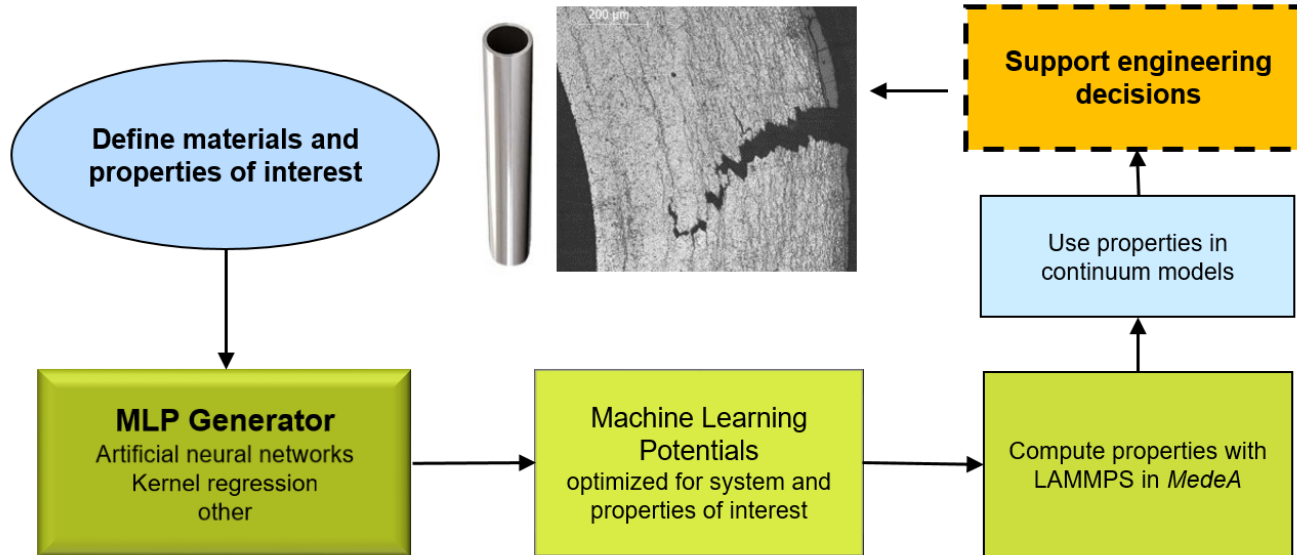 Define materials and
properties of interest
200 µm
Support engineering
decisions
Use properties in
continuum models
MLP Generator
Artificial neural networks
Kernel regression
other
Machine Learning
Potentials
optimized for system and
properties of interest
Compute properties with
LAMMPS in MedeA